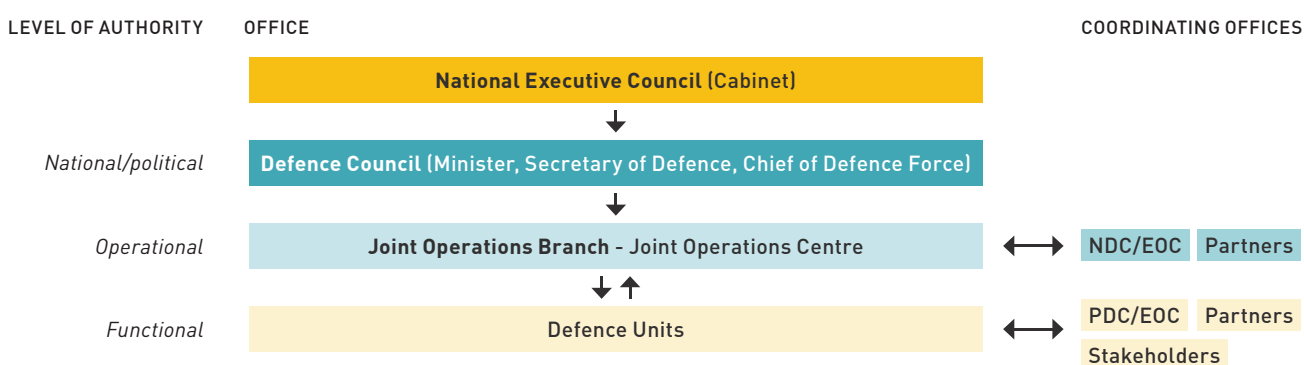 LEVEL OF AUTHORITY OFFICE COORDINATING OFFICES
National Executive Council (Cabinet)
National/political Defence Council (Minister, Secretary of Defence, Chief of Defence Force)
Operational Joint Operations Branch - Joint Operations Centre NDC/EOC Partners
Functional Defence Units PDC/EOC Partners
Stakeholders